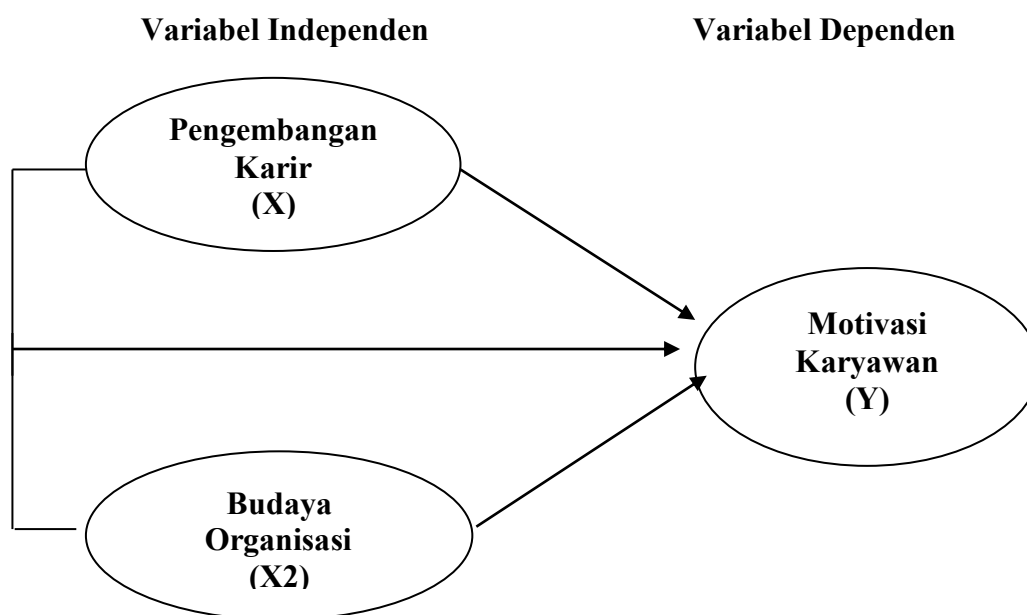 Variabel Independen
Variabel Dependen
Pengembangan
Karir
(X)
Motivasi
Karyawan
(Y)
Budaya
Organisasi
(X2)